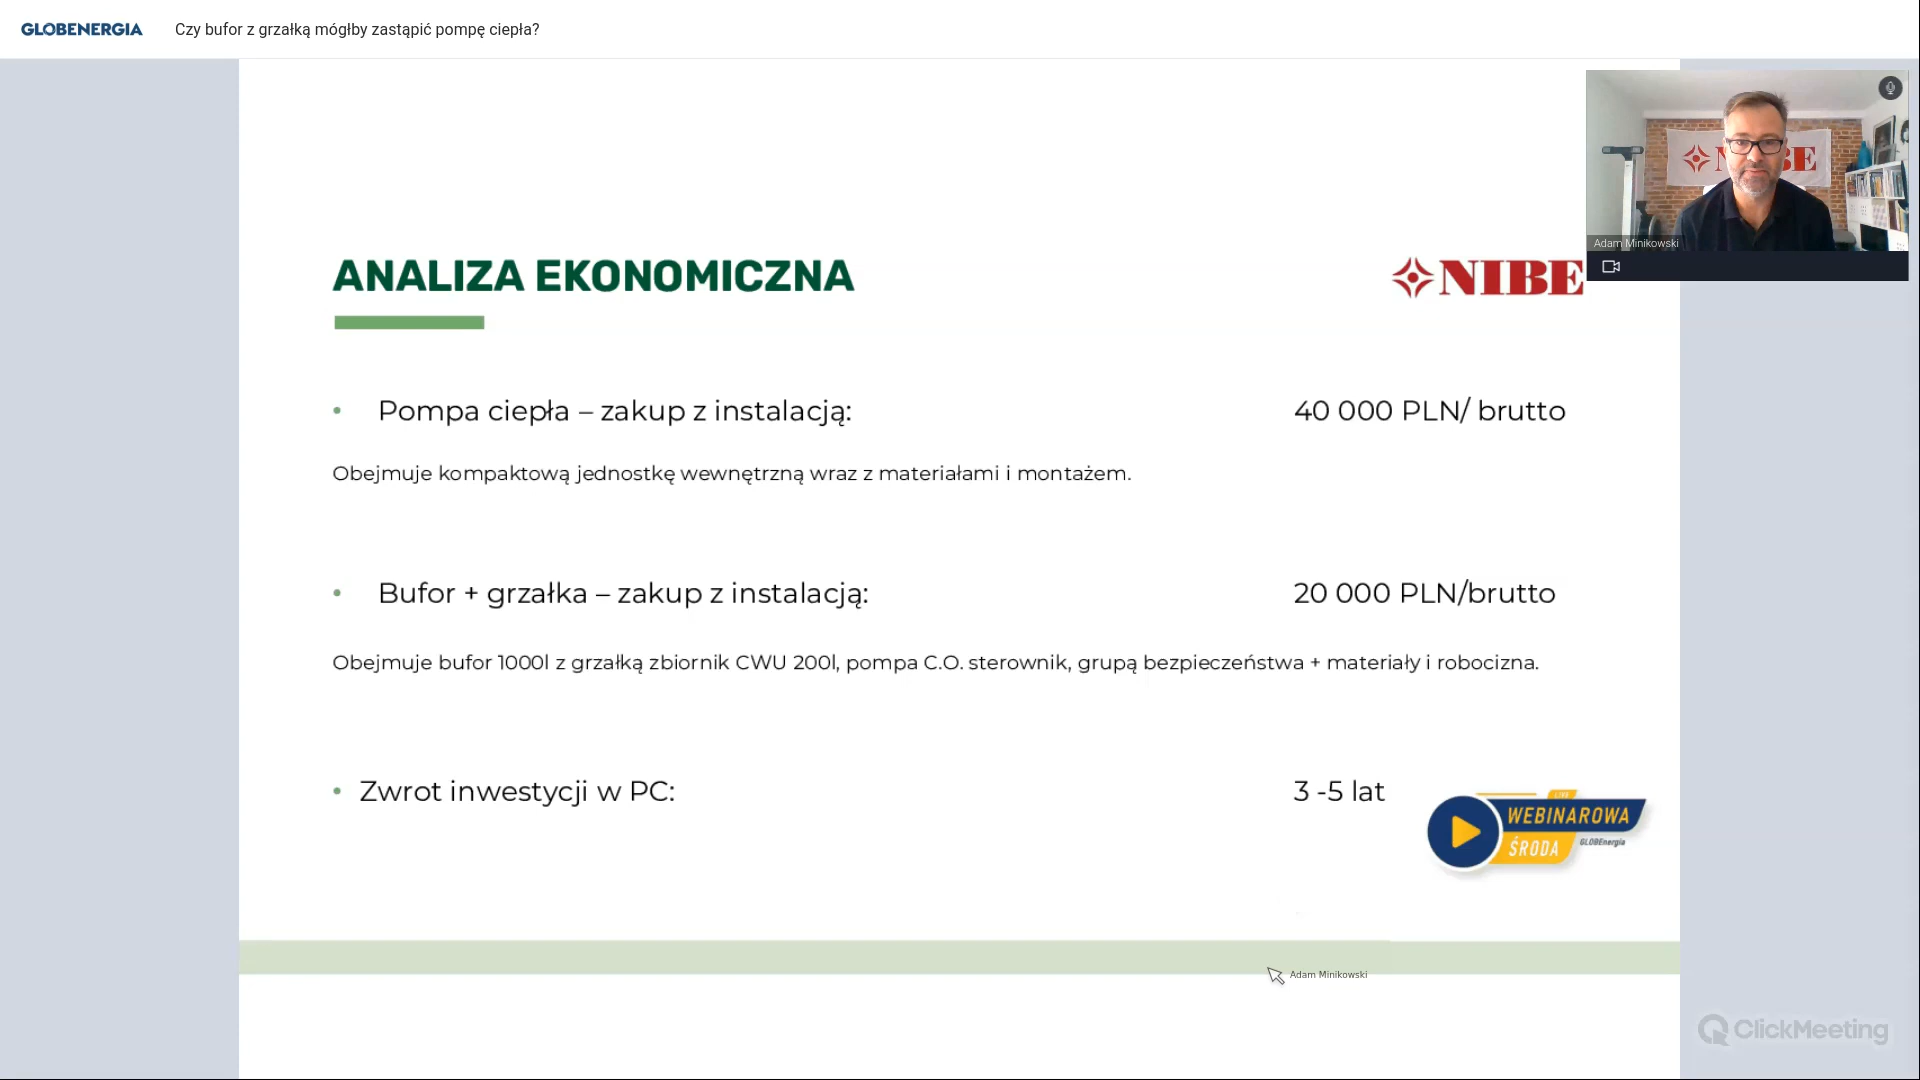 GLOBENERGIA
Czy bufor z grzałką mógłby zastąpić pompę ciepła?
NIBE
Adam Minikowski
ANALIZA EKONOMICZNA
NIBE
• Pompa ciepła – zakup z instalacją: 40 000 PLN/ brutto
Obejmuje kompaktową jednostkę wewnętrzną wraz z materiałami i montażem.
• Bufor + grzałka – zakup z instalacją: 20 000 PLN/brutto
Obejmuje bufor 1000l z grzałką zbiornik CWU 200l, pompa C.O. sterownik, grupą bezpieczeństwa + materiały i robocizna.
• Zwrot inwestycji w PC: 3 -5 lat
LIVE
WEBINAROWA
ŚRODA
GLOBEnergia
Adam Minikowski
ClickMeeting